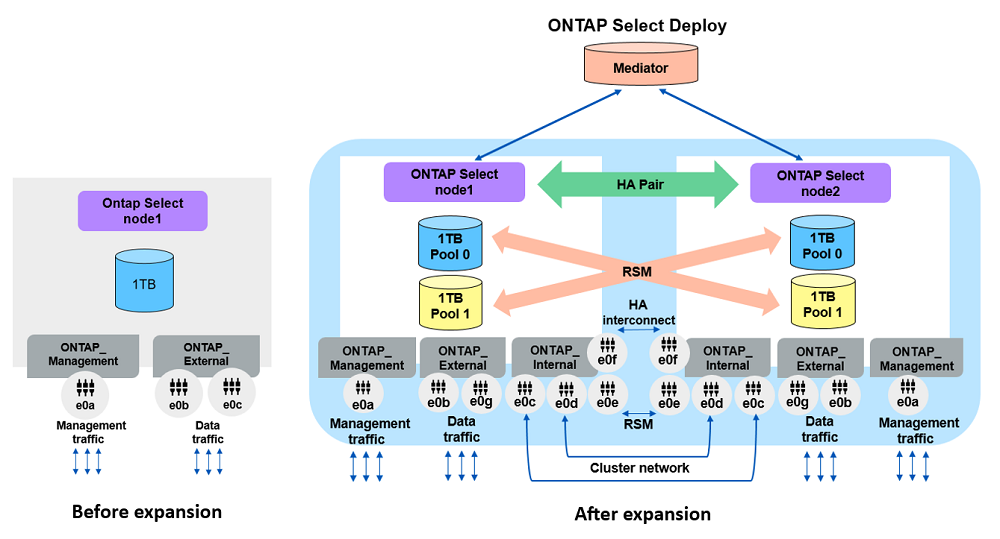 ONTAP Select Deploy
Mediator
Ontap Select
node1
1TB
ONTAP_
Management
ONTAP_
External
e0a
e0b
e0c
Management
traffic
Data
traffic
Before expansion
ONTAP Select
node1
HA Pair
ONTAP Select
node2
1TB
Pool 0
1TB
Pool 0
RSM
1TB
Pool 1
1TB
Pool 1
HA
interconnect
ONTAP_
Management
ONTAP_
External
ONTAP_
Internal
e0f
e0f
ONTAP_
Internal
ONTAP_
External
ONTAP_
Management
e0a
e0b
e0g
e0c
e0d
e0e
e0e
e0d
e0c
e0g
e0b
e0a
Management
traffic
Data
traffic
RSM
Data
traffic
Management
traffic
Cluster network
After expansion